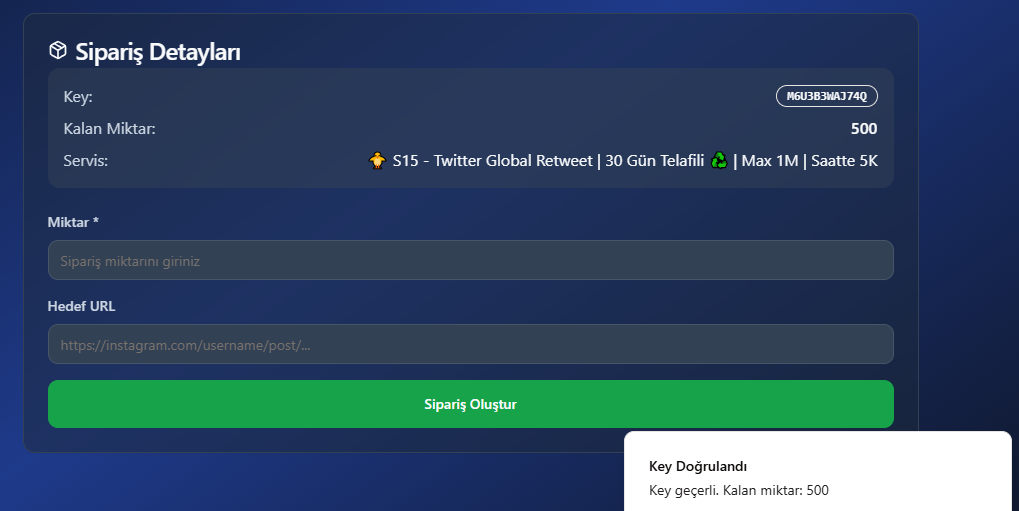 Sipariş Detayları
Key: M6U3B3WAJ74Q
Kalan Miktar: 500
Servis: S15 - Twitter Global Retweet | 30 Gün Telafili ♻ | Max 1M | Saatte 5K
Miktar *
Sipariş miktarını giriniz
Hedef URL
https://instagram.com/username/post/...
Sipariş Oluştur
Key Doğrulandı
Key geçerli. Kalan miktar: 500